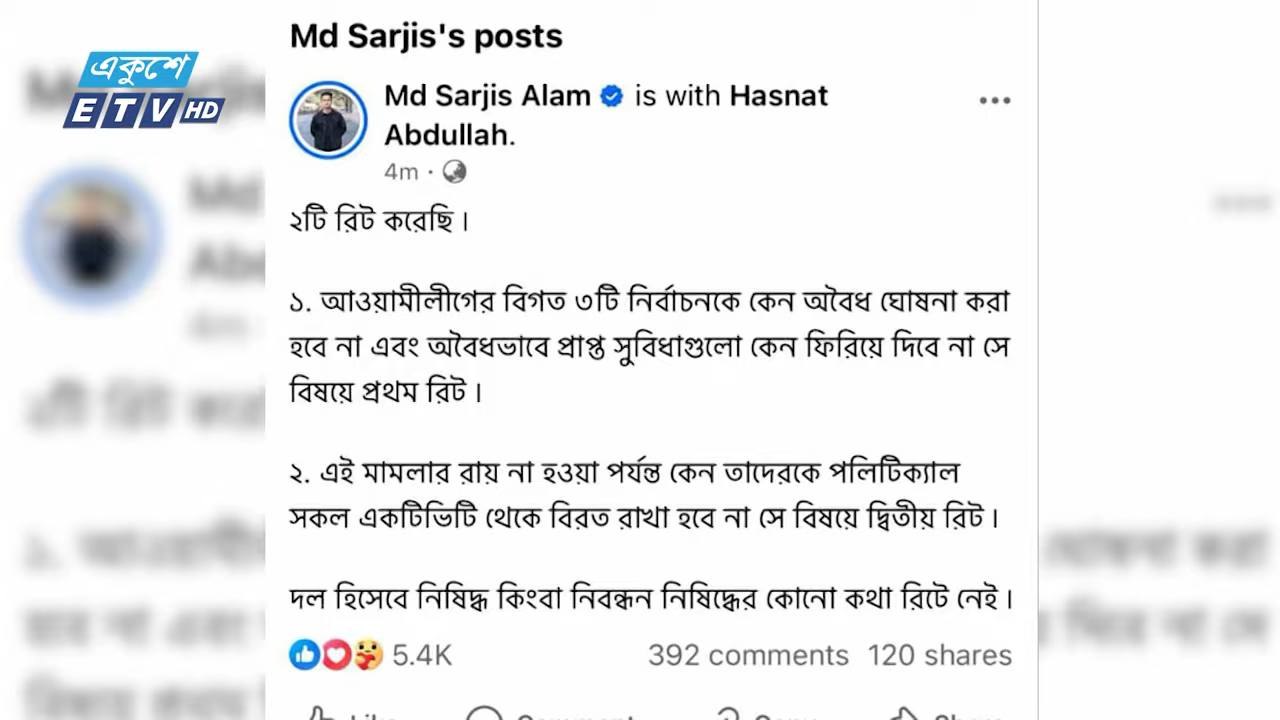 একুশে
ETV HD
Md Sarjis's posts
Md Sarjis Alam is with Hasnat
Abdullah.
4m ·
২টি রিট করেছি।
১. আওয়ামীলীগের বিগত ৩টি নির্বাচনকে কেন অবৈধ ঘোষনা করা
হবে না এবং অবৈধভাবে প্রাপ্ত সুবিধাগুলো কেন ফিরিয়ে দিবে না সে
বিষয়ে প্রথম রিট।
২. এই মামলার রায় না হওয়া পর্যন্ত কেন তাদেরকে পলিটিক্যাল
সকল একটিভিটি থেকে বিরত রাখা হবে না সে বিষয়ে দ্বিতীয় রিট।
দল হিসেবে নিষিদ্ধ কিংবা নিবন্ধন নিষিদ্ধের কোনো কথা রিটে নেই।
5.4K 392 comments 120 shares